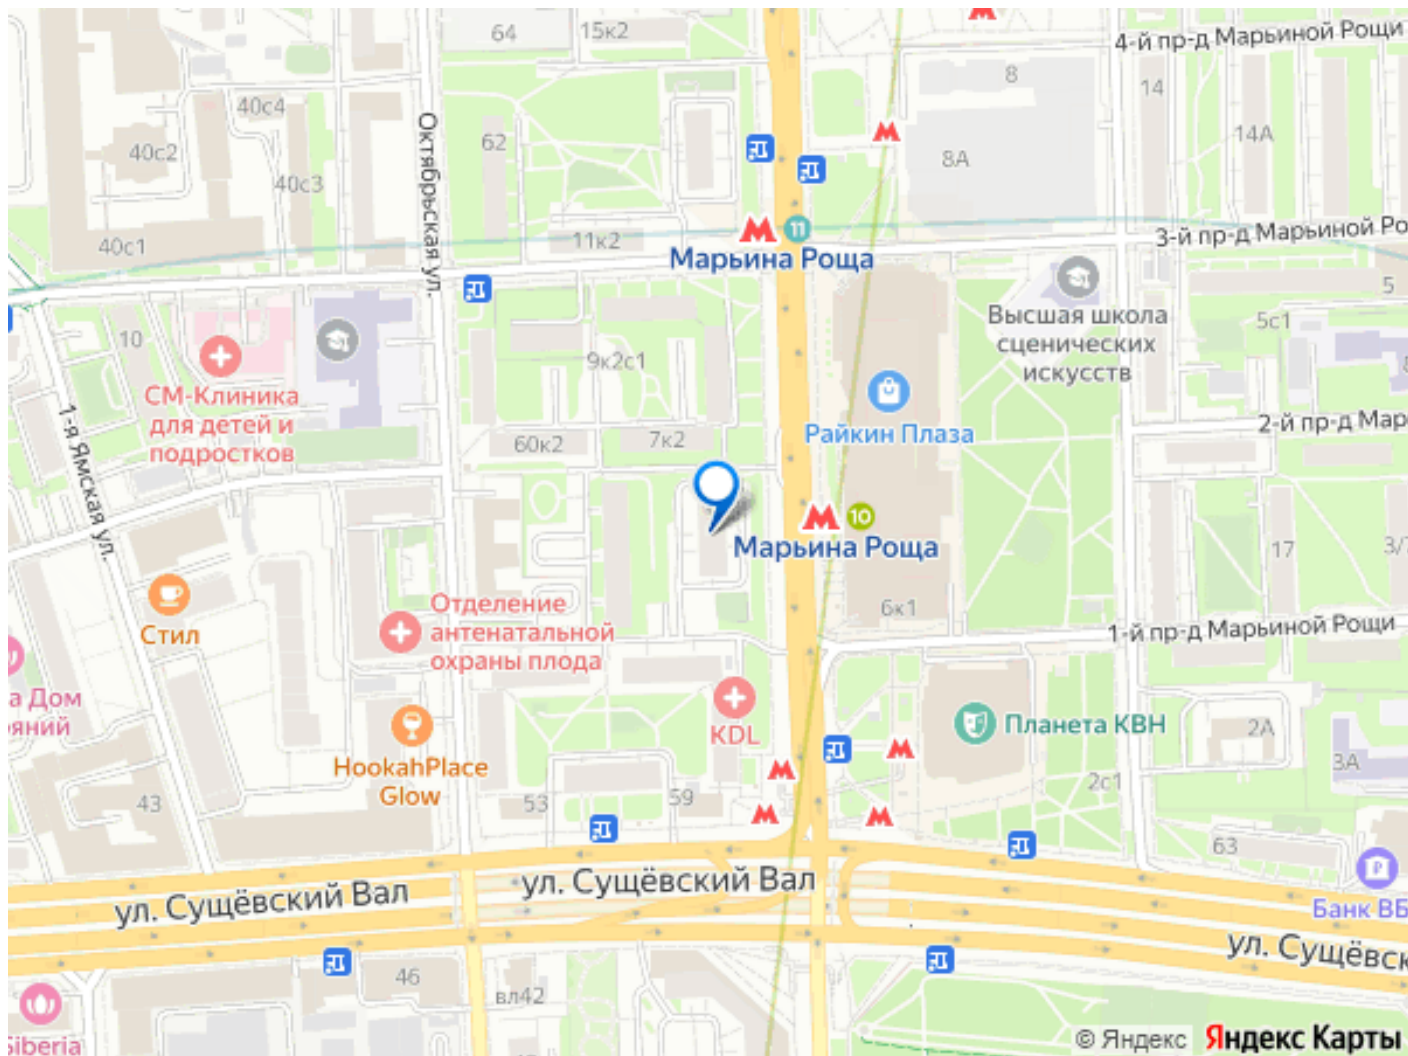 64
15к2
4-й пр-д Марьиной Рощи
8
14
40с4
Октябрьская ул.
62
14А
40с2
8А
40с3
11
3-й пр-д Марьиной Ро
40с1
11к2
Марьина Роща
5
Высшая школа
сценических
искусств
5с1
10
9к2с1
СМ-Клиника
для детей и
подростков
1-я Ямская ул.
Райкин Плаза
2-й пр-д Мар
60к2
7к2
10
Марьина Роща
17
3/7
Отделение
антенатальной
охраны плода
6к1
1-й пр-д Марьиной Рощи
Стил
а Дом
яний
KDL
Планета КВН
2А
HookahPlace
Glow
3А
2с1
43
53
59
63
ул. Сущёвский Вал
ул. Сущёвский Вал
Банк ВБ
ул. Сущёвск
46
вл42
Siberia
© Яндекс Яндекс Карты